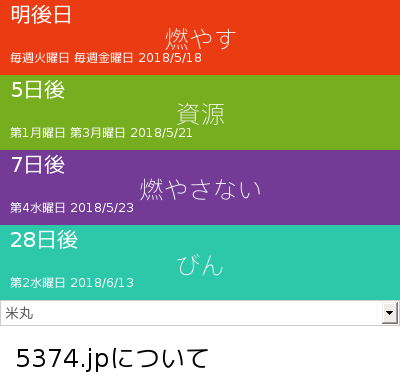 明後日
燃やす
毎週火曜日 毎週金曜日 2018/5/18
5日後
資源
第1月曜日 第3月曜日 2018/5/21
7日後
燃やさない
第4水曜日 2018/5/23
28日後
びん
第2水曜日 2018/6/13
米丸
5374.jpについて